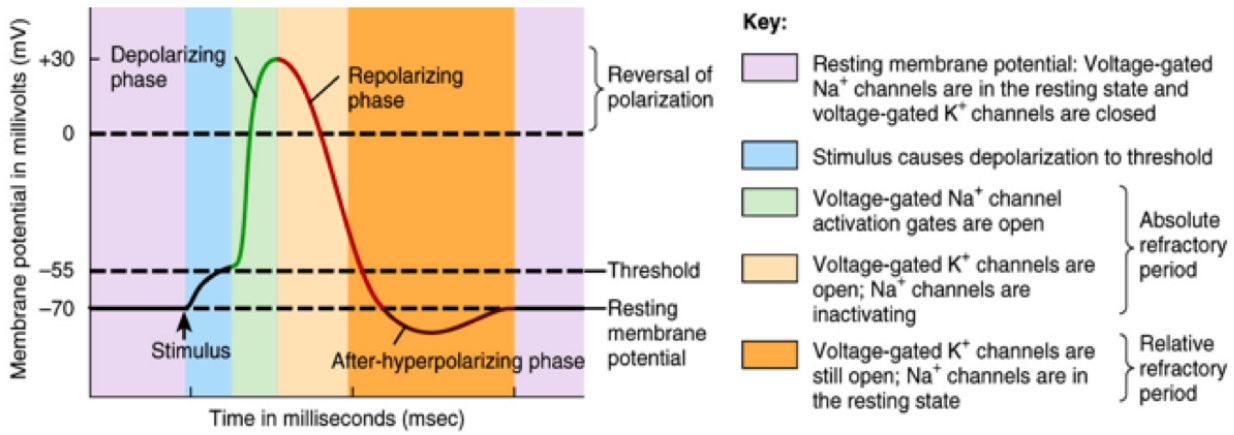 Membrane potential in millivolts (mV)
+30
0
−55
−70
Depolarizing
phase
Repolarizing
phase
Reversal of
polarization
Threshold
Resting
membrane
potential
Stimulus
After-hyperpolarizing phase
Time in milliseconds (msec)
Key:
Resting membrane potential: Voltage-gated
Na⁺ channels are in the resting state and
voltage-gated K⁺ channels are closed
Stimulus causes depolarization to threshold
Voltage-gated Na⁺ channel
activation gates are open
Voltage-gated K⁺ channels are
open; Na⁺ channels are
inactivating
Absolute
refractory
period
Voltage-gated K⁺ channels are
still open; Na⁺ channels are in
the resting state
Relative
refractory
period